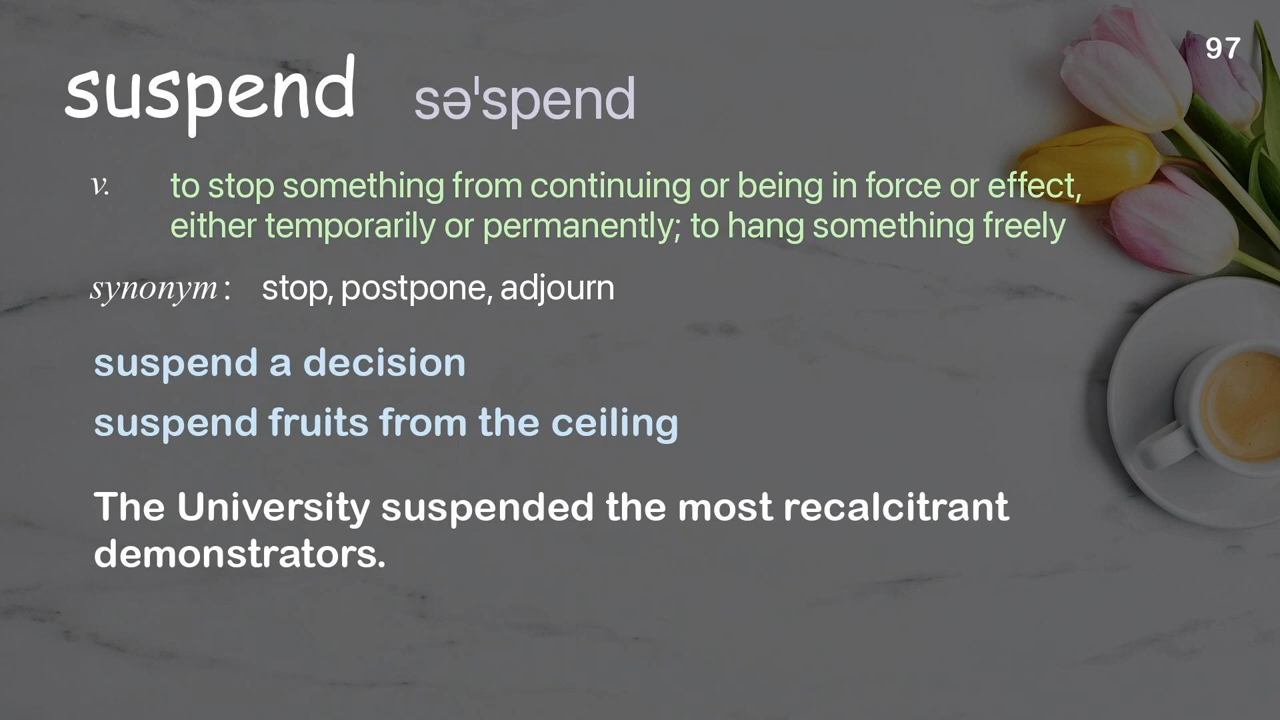 97
suspend səˈspend
v. to stop something from continuing or being in force or effect,
either temporarily or permanently; to hang something freely
synonym : stop, postpone, adjourn
suspend a decision
suspend fruits from the ceiling
The University suspended the most recalcitrant
demonstrators.